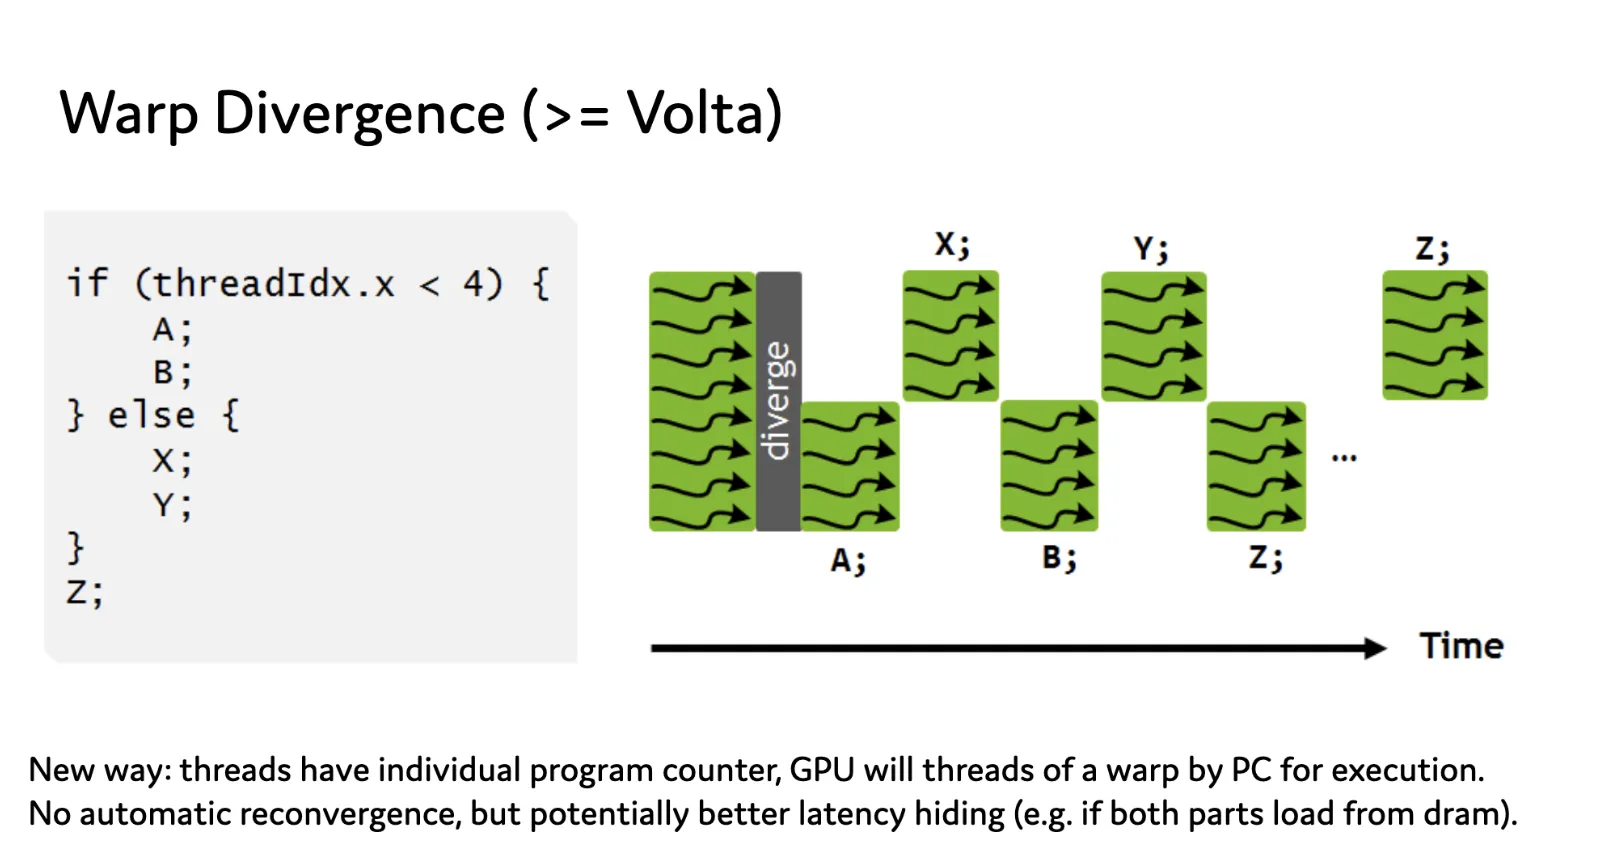 Warp Divergence (>= Volta)
if (threadIdx.x < 4) {
A;
B;
} else {
X;
Y;
}
Z;
X;
Y;
Z;
diverge
...
A;
B;
Z;
Time
New way: threads have individual program counter, GPU will threads of a warp by PC for execution.
No automatic reconvergence, but potentially better latency hiding (e.g. if both parts load from dram).